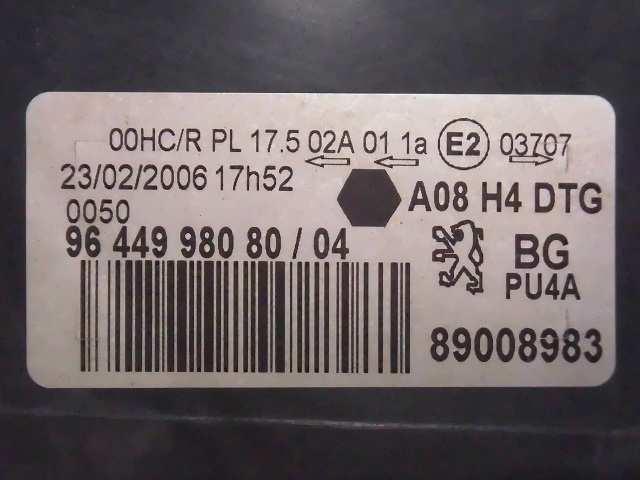 00HC/R PL 17.5 02A 01 1a E2 03707
23/02/2006 17h52
0050
A08 H4 DTG
96 449 980 80 / 04
BG
PU4A
89008983